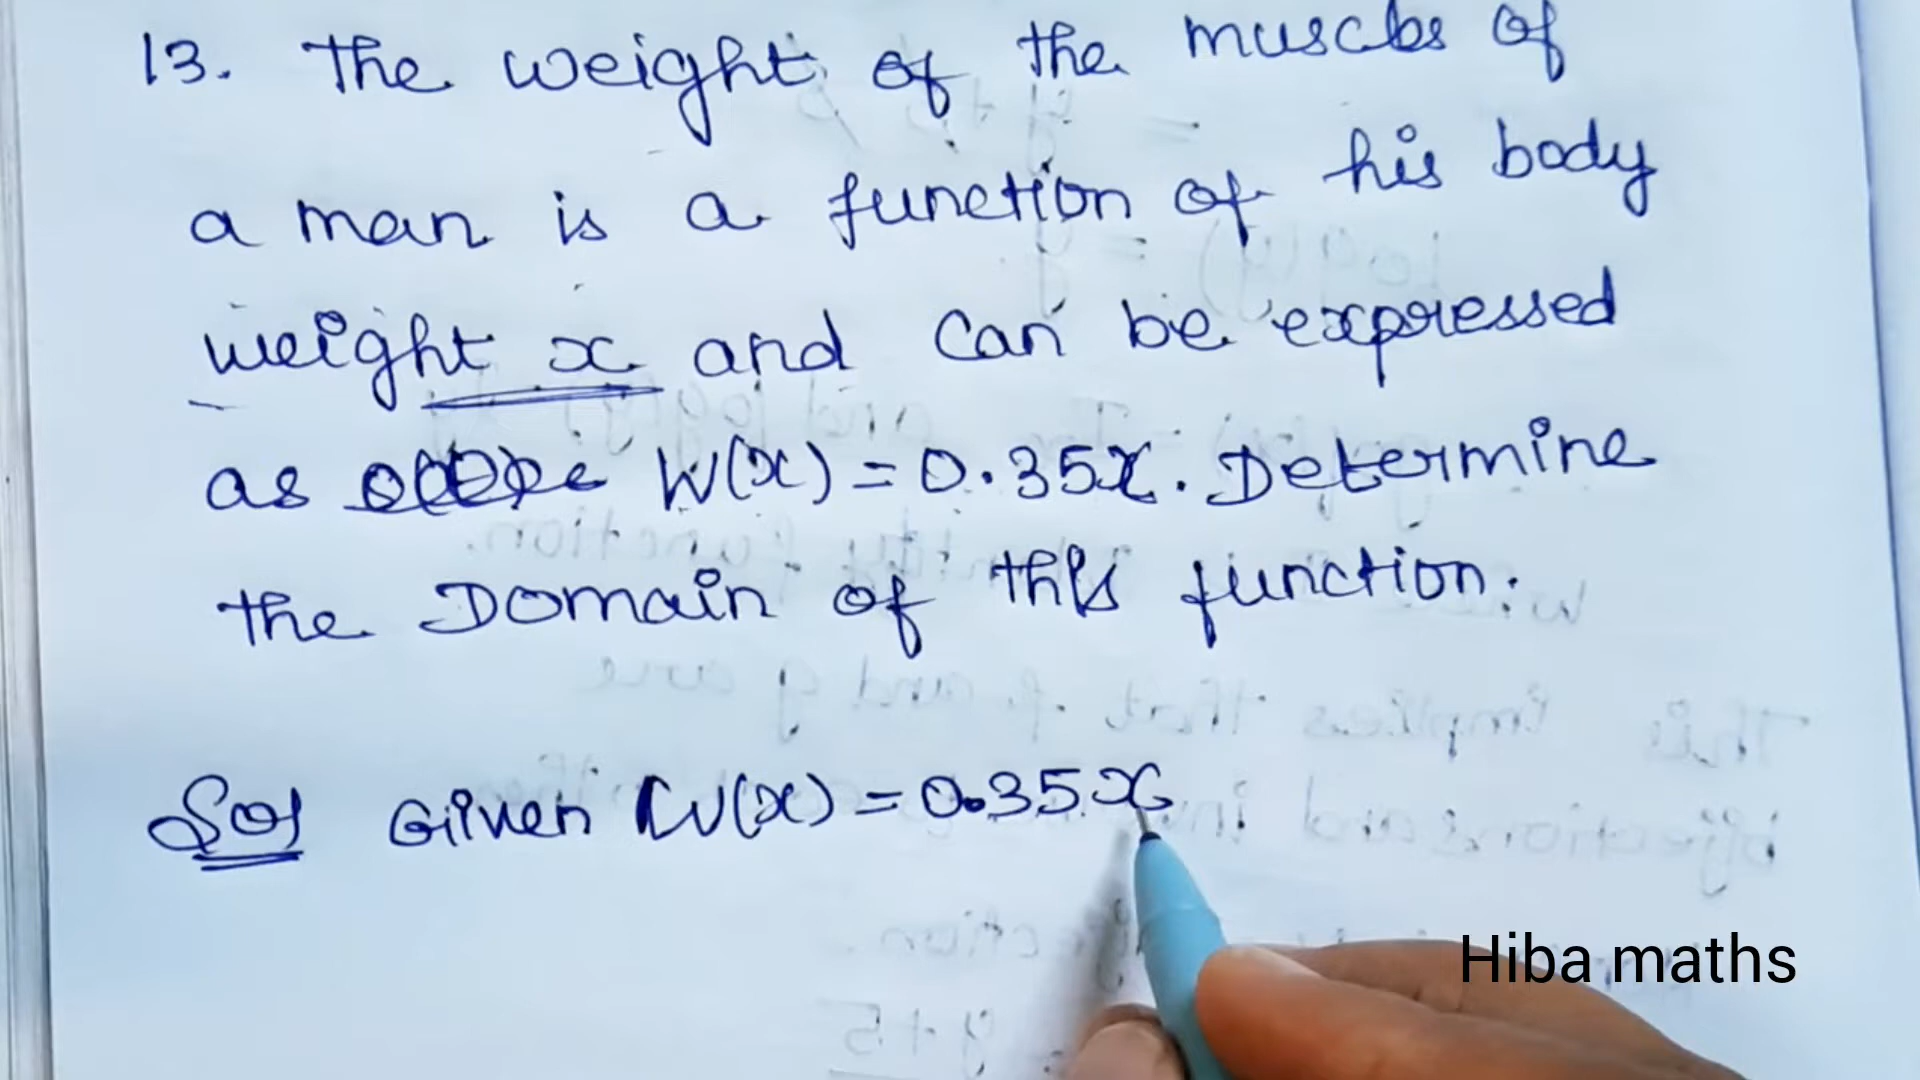 13. The weight of the muscles of
a man is a function of his body
weight x and can be expressed
as W(x) = 0.35x. Determine
the Domain of this function.
Sol Given W(x) = 0.35x
Hiba maths